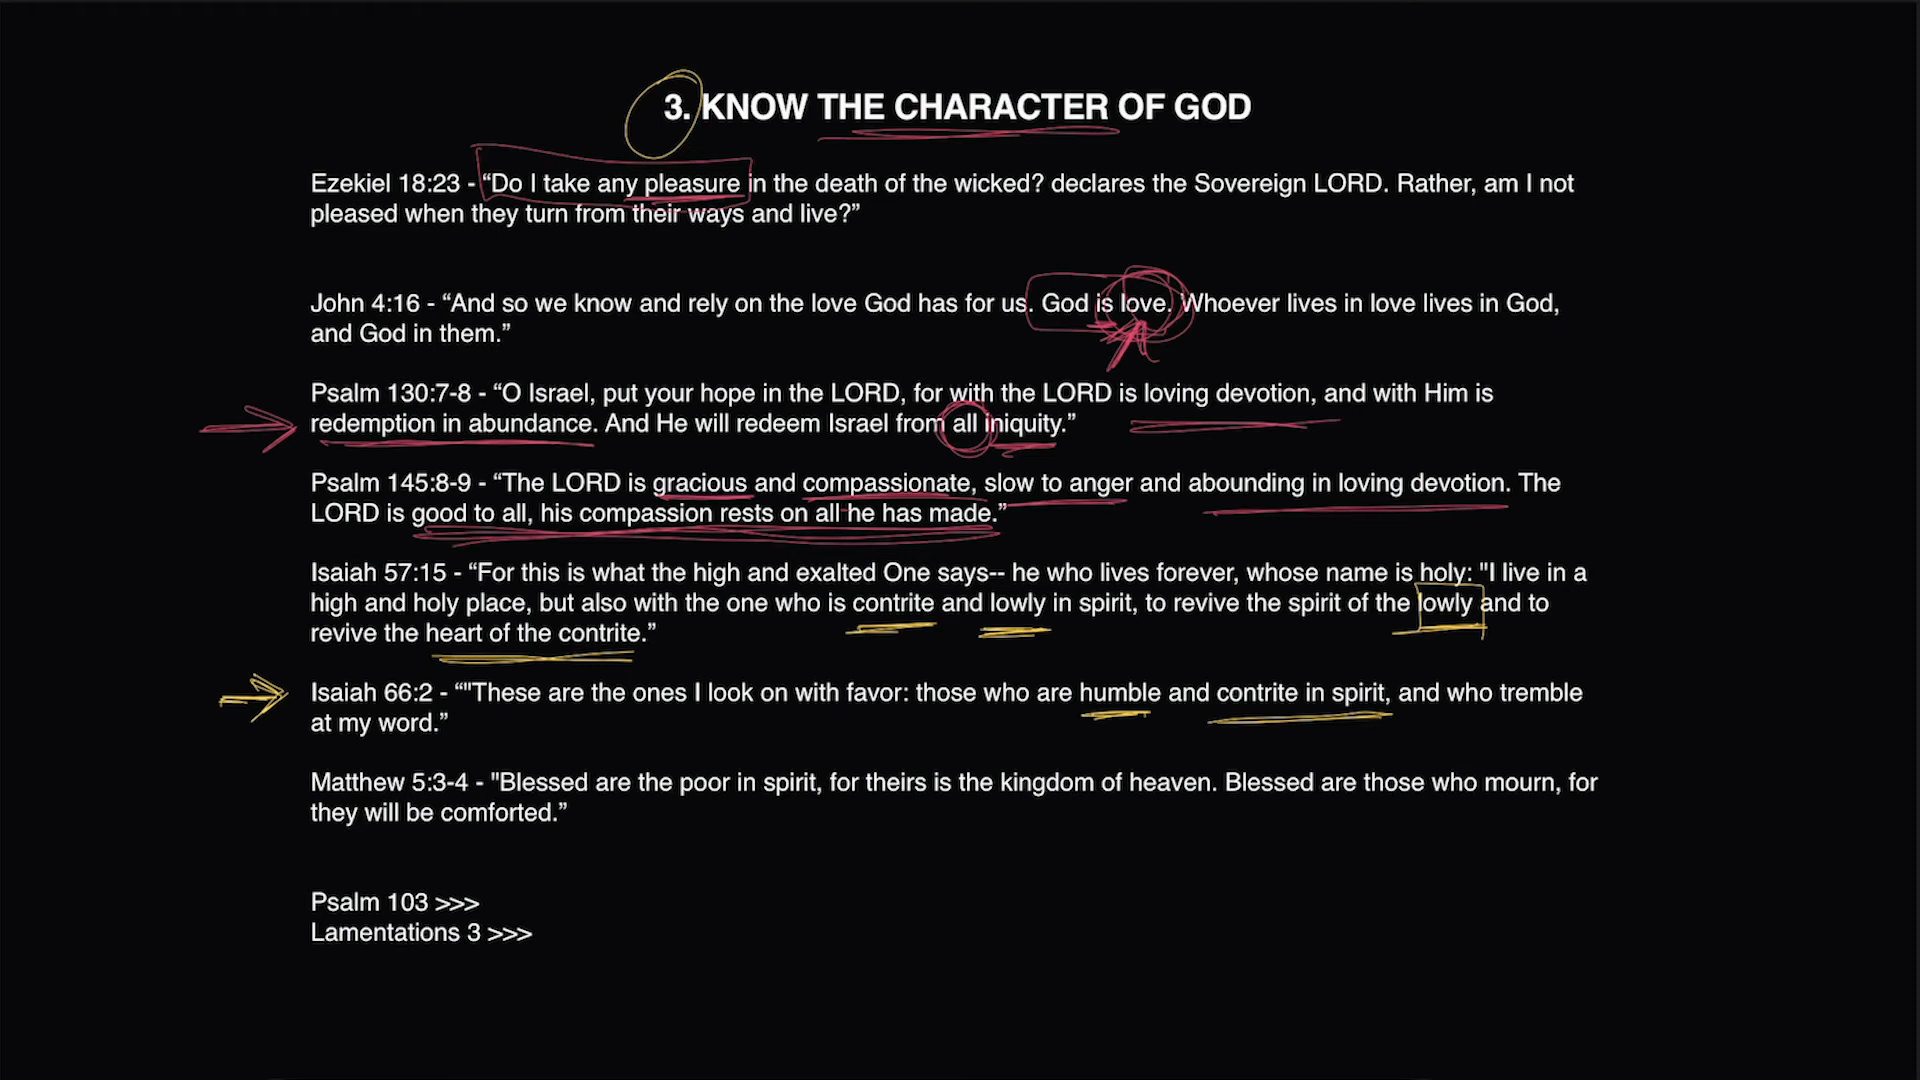 3. KNOW THE CHARACTER OF GOD
Ezekiel 18:23 - “Do I take any pleasure in the death of the wicked? declares the Sovereign LORD. Rather, am I not
pleased when they turn from their ways and live?”
John 4:16 - “And so we know and rely on the love God has for us. God is love. Whoever lives in love lives in God,
and God in them.”
Psalm 130:7-8 - “O Israel, put your hope in the LORD, for with the LORD is loving devotion, and with Him is
redemption in abundance. And He will redeem Israel from all iniquity.”
Psalm 145:8-9 - “The LORD is gracious and compassionate, slow to anger and abounding in loving devotion. The
LORD is good to all, his compassion rests on all he has made.”
Isaiah 57:15 - “For this is what the high and exalted One says-- he who lives forever, whose name is holy: "I live in a
high and holy place, but also with the one who is contrite and lowly in spirit, to revive the spirit of the lowly and to
revive the heart of the contrite.”
Isaiah 66:2 - “"These are the ones I look on with favor: those who are humble and contrite in spirit, and who tremble
at my word.”
Matthew 5:3-4 - "Blessed are the poor in spirit, for theirs is the kingdom of heaven. Blessed are those who mourn, for
they will be comforted.”
Psalm 103 >>>
Lamentations 3 >>>